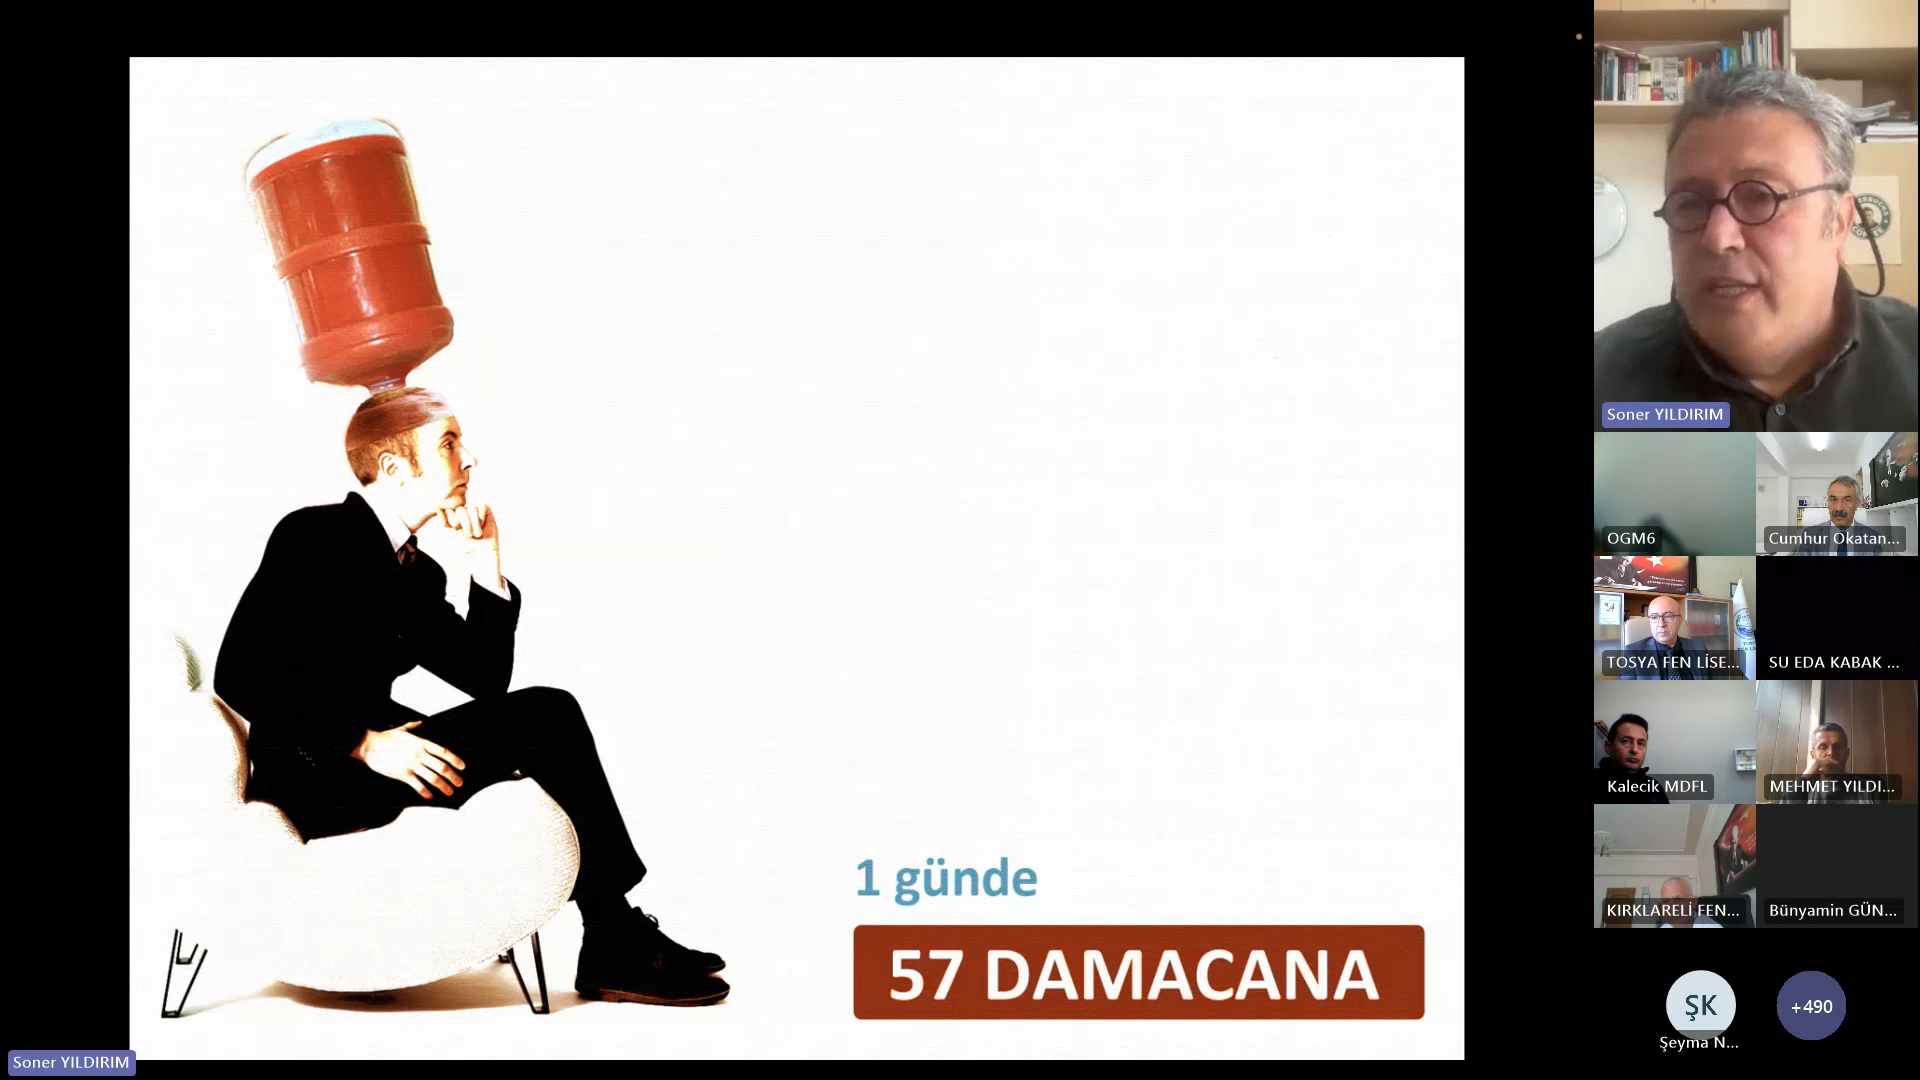 1 günde
57 DAMACANA
Soner YILDIRIM
Soner YILDIRIM
OGM6
Cumhur Okatan...
TOSYA FEN LİSE...
SU EDA KABAK ...
Kalecik MDFL
MEHMET YILDI...
KIRKLARELİ FEN...
Bünyamin GÜN...
ŞK
+490
Şeyma N...